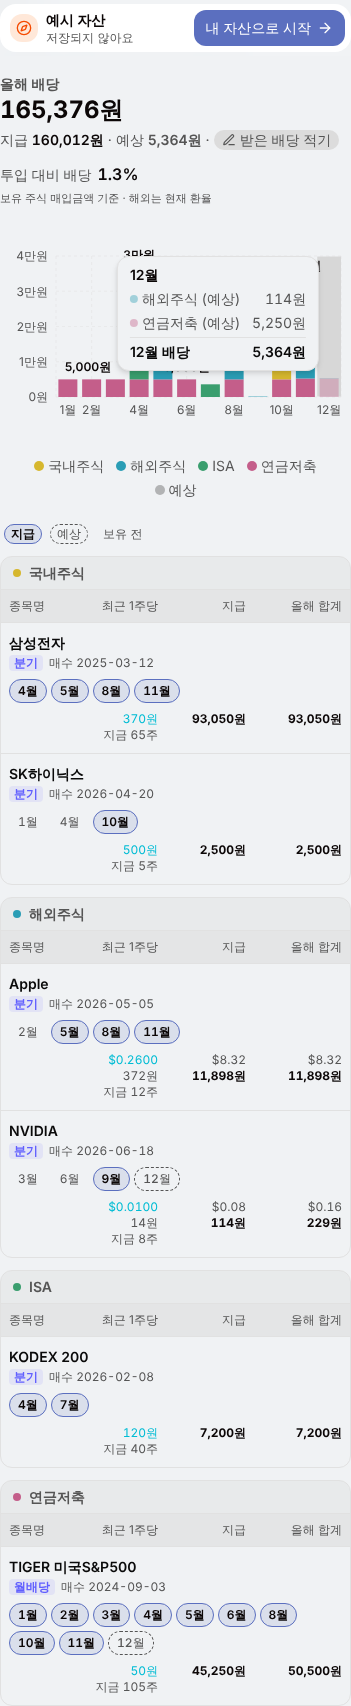 예시 자산
저장되지 않아요
내 자산으로 시작 →
올해 배당
165,376원
지급 160,012원 · 예상 5,364원 · 받은 배당 적기
투입 대비 배당 1.3%
보유 주식 매입금액 기준 · 해외는 현재 환율
4만원
3만원
2만원
1만원
0원
3만원
5,000원
12월
해외주식 (예상) 114원
연금저축 (예상) 5,250원
12월 배당 5,364원
1월 2월 4월 6월 8월 10월 12월
국내주식 해외주식 ISA 연금저축
예상
지급 예상 보유 전
국내주식
종목명 최근 1주당 지급 올해 합계
삼성전자
분기 매수 2025-03-12
4월 5월 8월 11월
370원 93,050원 93,050원
지금 65주
SK하이닉스
분기 매수 2026-04-20
1월 4월 10월
500원 2,500원 2,500원
지금 5주
해외주식
종목명 최근 1주당 지급 올해 합계
Apple
분기 매수 2026-05-05
2월 5월 8월 11월
$0.2600 $8.32 $8.32
372원 11,898원 11,898원
지금 12주
NVIDIA
분기 매수 2026-06-18
3월 6월 9월 12월
$0.0100 $0.08 $0.16
14원 114원 229원
지금 8주
ISA
종목명 최근 1주당 지급 올해 합계
KODEX 200
분기 매수 2026-02-08
4월 7월
120원 7,200원 7,200원
지금 40주
연금저축
종목명 최근 1주당 지급 올해 합계
TIGER 미국S&P500
월배당 매수 2024-09-03
1월 2월 3월 4월 5월 6월 8월
10월 11월 12월
50원 45,250원 50,500원
지금 105주